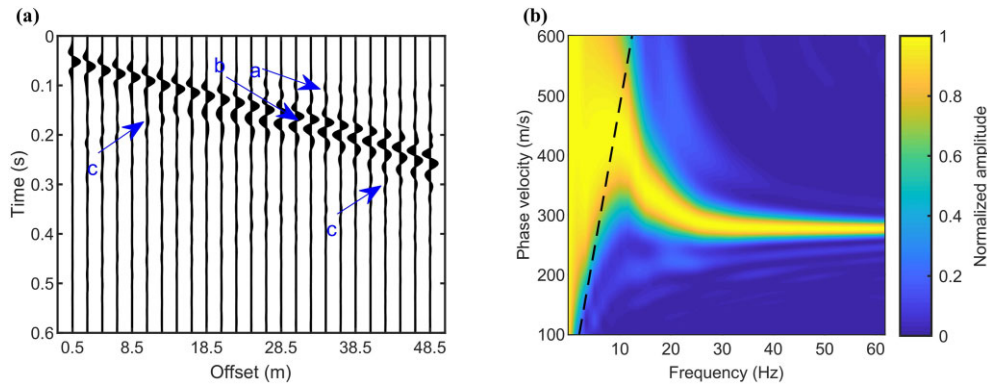 (a)
0
0.1
0.2
0.3
0.4
0.5
0.6
Time (s)
b
a
c
c
0.5 8.5 18.5 28.5 38.5 48.5
Offset (m)
(b)
600
500
400
300
200
100
Phase velocity (m/s)
10 20 30 40 50 60
Frequency (Hz)
1
0.8
0.6
0.4
0.2
0
Normalized amplitude